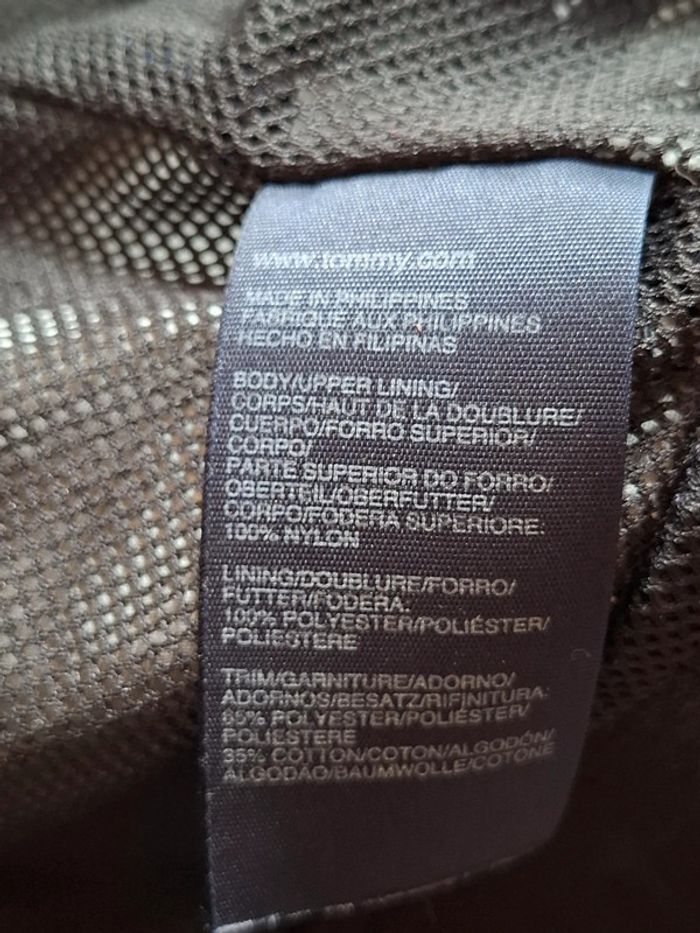 www.tommy.com
MADE IN PHILIPPINES
FABRIQUE AUX PHILIPPINES
HECHO EN FILIPINAS
BODY/UPPER LINING/
CORPS/HAUT DE LA DOUBLURE/
CUERPO/FORRO SUPERIOR/
CORPO/
PARTE SUPERIOR DO FORRO/
OBERTEIL/OBERFUTTER/
CORPO/FODERA SUPERIORE:
100% NYLON
LINING/DOUBLURE/FORRO/
FUTTER/FODERA:
100% POLYESTER/POLIÉSTER/
POLIESTERE
TRIM/GARNITURE/ADORNO/
ADORNOS/BESATZ/RIFINITURA:
65% POLYESTER/POLIÉSTER/
POLIESTERE
35% COTTON/COTON/ALGODÓN/
ALGODÃO/BAUMWOLLE/COTONE